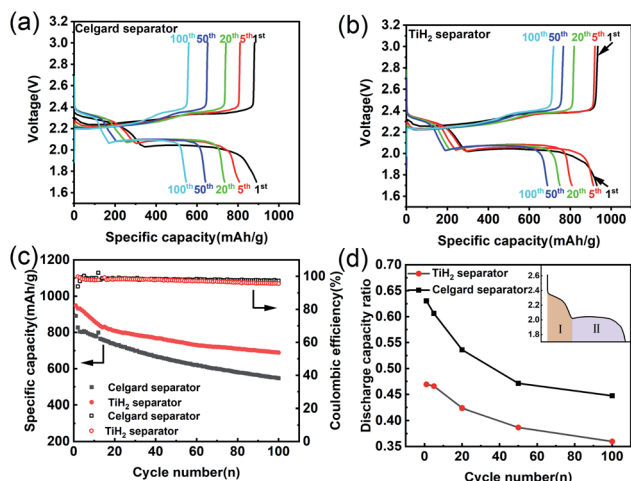 (a)
Celgard separator
100th 50th 20th 5th 1st
3.0
2.8
2.6
2.4
2.2
2.0
1.8
1.6
Voltage(V)
100th 50th 20th 5th 1st
0 200 400 600 800 1000
Specific capacity(mAh/g)
(b)
TiH2 separator
100th 50th 20th 5th 1st
3.0
2.8
2.6
2.4
2.2
2.0
1.8
1.6
Voltage(V)
100th 50th 20th 5th 1st
0 200 400 600 800 1000
Specific capacity(mAh/g)
(c)
1200
1100
1000
900
800
700
600
500
400
300
200
Specific capacity(mAh/g)
100
80
60
40
20
0
Coulombic efficiency(%)
Celgard separator
TiH2 separator
Celgard separator
TiH2 separator
0 20 40 60 80 100
Cycle number(n)
(d)
0.70
0.65
0.60
0.55
0.50
0.45
0.40
0.35
Discharge capacity ratio
TiH2 separator
Celgard separator
2.6
2.4
2.2
2.0
1.8
I II
0 20 40 60 80 100
Cycle number(n)